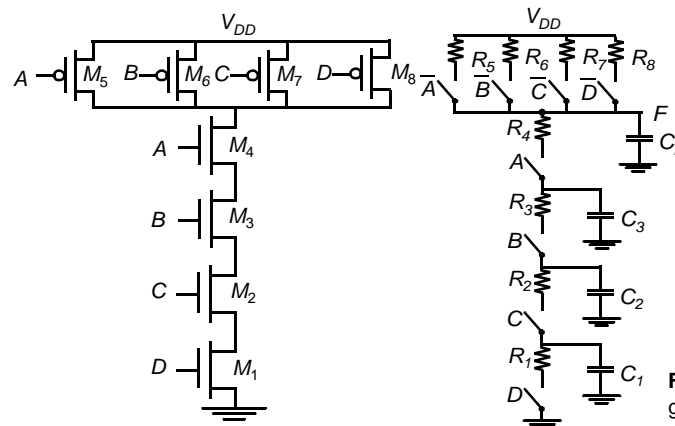 V_DD
A M_5 B M_6 C M_7 D M_8
A M_4
B M_3
C M_2
D M_1
V_DD
R_5 R_6 R_7 R_8
A̅ B̅ C̅ D̅
F
R_4 C
A
R_3 C_3
B
R_2 C_2
C
R_1 C_1
D